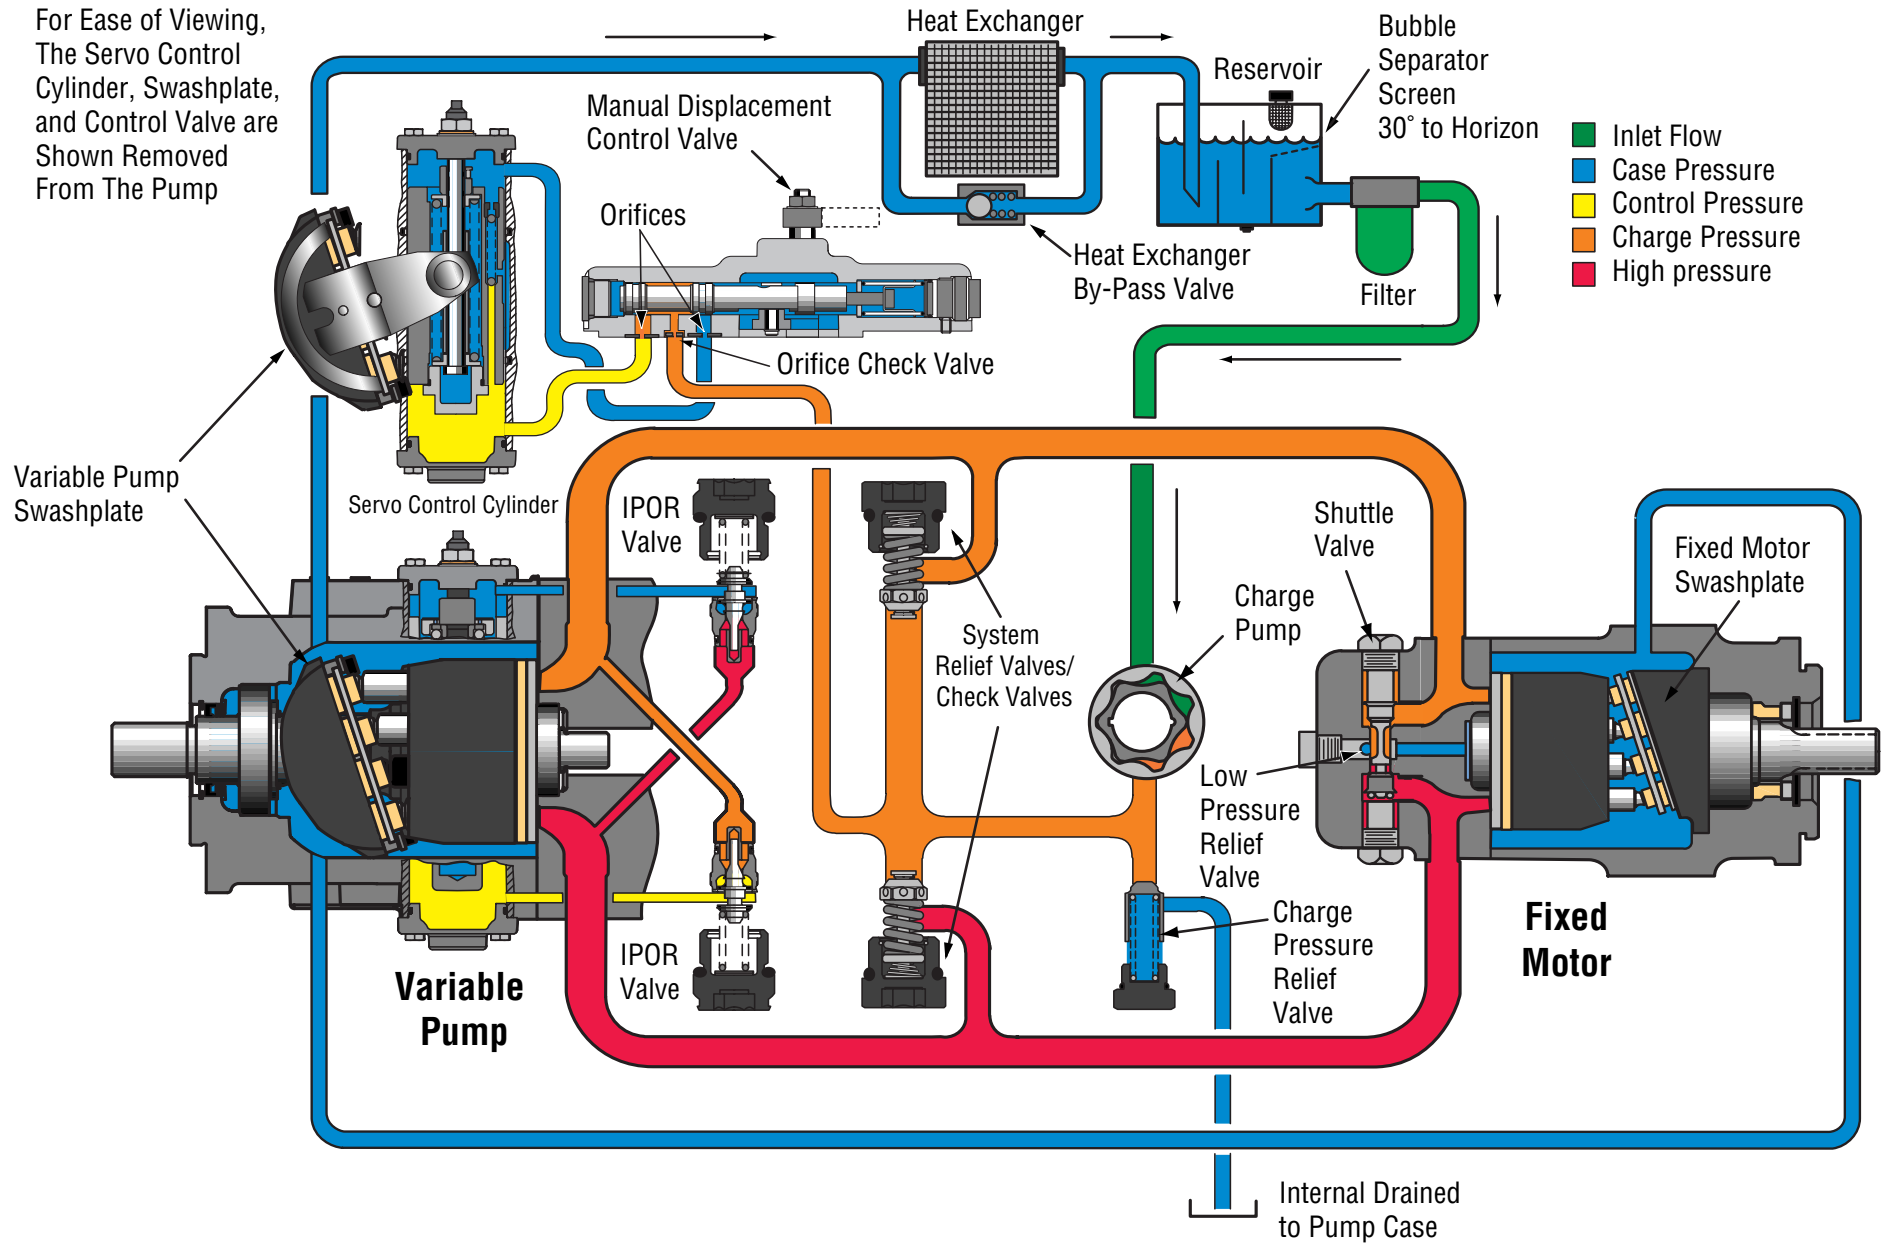 For Ease of Viewing,
The Servo Control
Cylinder, Swashplate,
and Control Valve are
Shown Removed
From The Pump
Heat Exchanger
Manual Displacement
Control Valve
Reservoir
Bubble
Separator
Screen
30° to Horizon
Inlet Flow
Case Pressure
Control Pressure
Charge Pressure
High pressure
Orifices
Heat Exchanger
By-Pass Valve
Filter
Orifice Check Valve
Variable Pump
Swashplate
Servo Control Cylinder
IPOR
Valve
Shuttle
Valve
Fixed Motor
Swashplate
Charge
Pump
System
Relief Valves/
Check Valves
Low
Pressure
Relief
Valve
Charge
Pressure
Relief
Valve
Fixed
Motor
IPOR
Valve
Variable
Pump
Internal Drained
to Pump Case